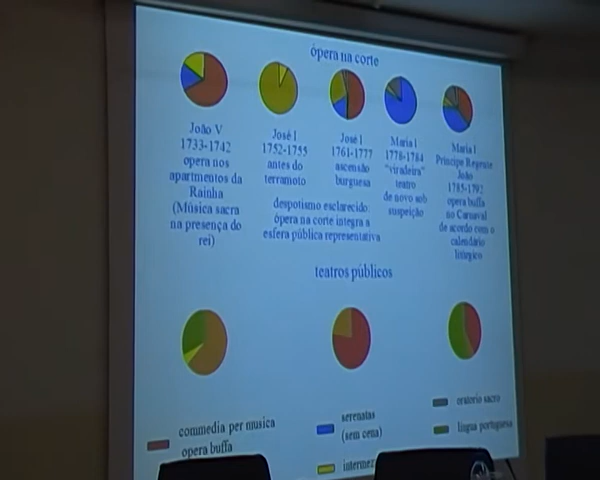 ópera na corte
João V
1733-1742
opera nos
apartmentos da
Rainha
(Música sacra
na presença do
rei)
José I
1752-1755
antes do
terramoto
José I
1761-1777
ascensão
burguesa
despotismo esclarecido:
ópera na corte integra a
esfera pública representativa
Maria I
1778-1784
"viradeira"
teatro
de novo sob
suspeição
Maria I
Príncipe Regente
João
1785-1792
opera buffa
no Carnaval
de acordo com o
calendário
litúrgico
teatros públicos
commedia per musica
opera buffa
serenatas
(sem cena)
intermez
oratorio sacro
língua portuguesa